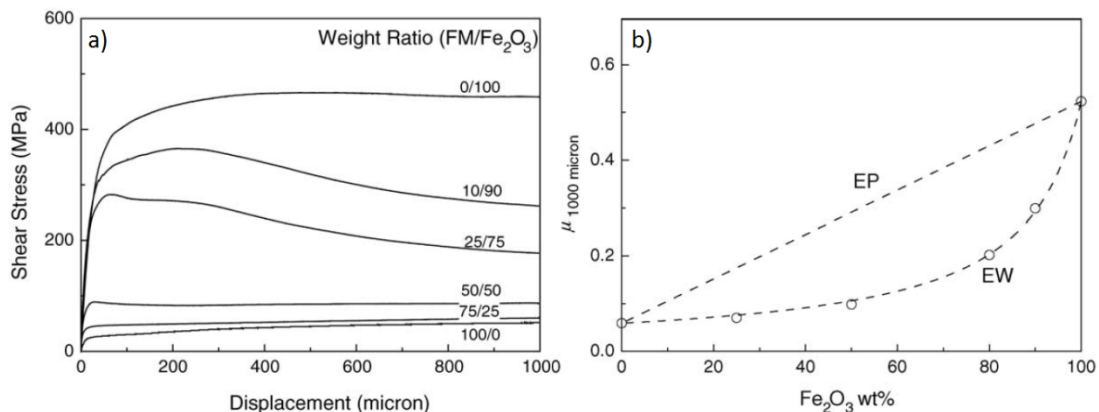 a)
Weight Ratio (FM/Fe₂O₃)
600
400
200
0
Shear Stress (MPa)
0/100
10/90
25/75
50/50
75/25
100/0
0 200 400 600 800 1000
Displacement (micron)
b)
0.6
0.4
0.2
0.0
μ 1000 micron
EP
EW
0 20 40 60 80 100
Fe₂O₃ wt%